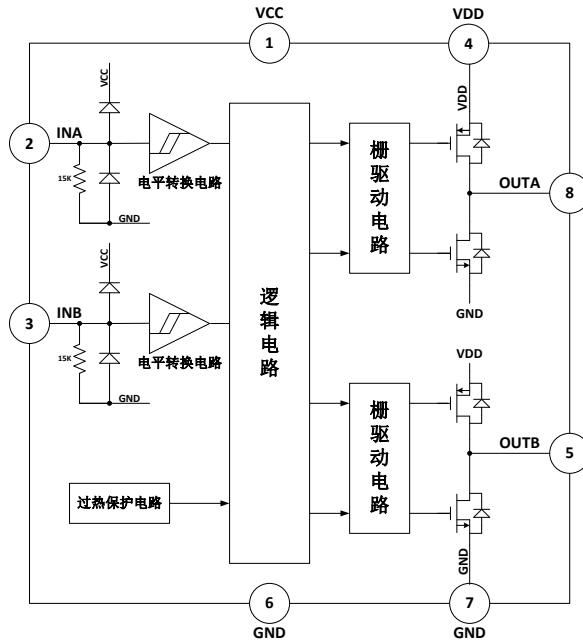 VCC
VDD
1
4
VCC
VDD
2
INA
15K
GND
电平转换电路
栅驱动电路
OUTA
8
GND
VCC
3
INB
15K
GND
电平转换电路
逻辑电路
VDD
栅驱动电路
OUTB
5
过热保护电路
GND
6
7
GND
GND